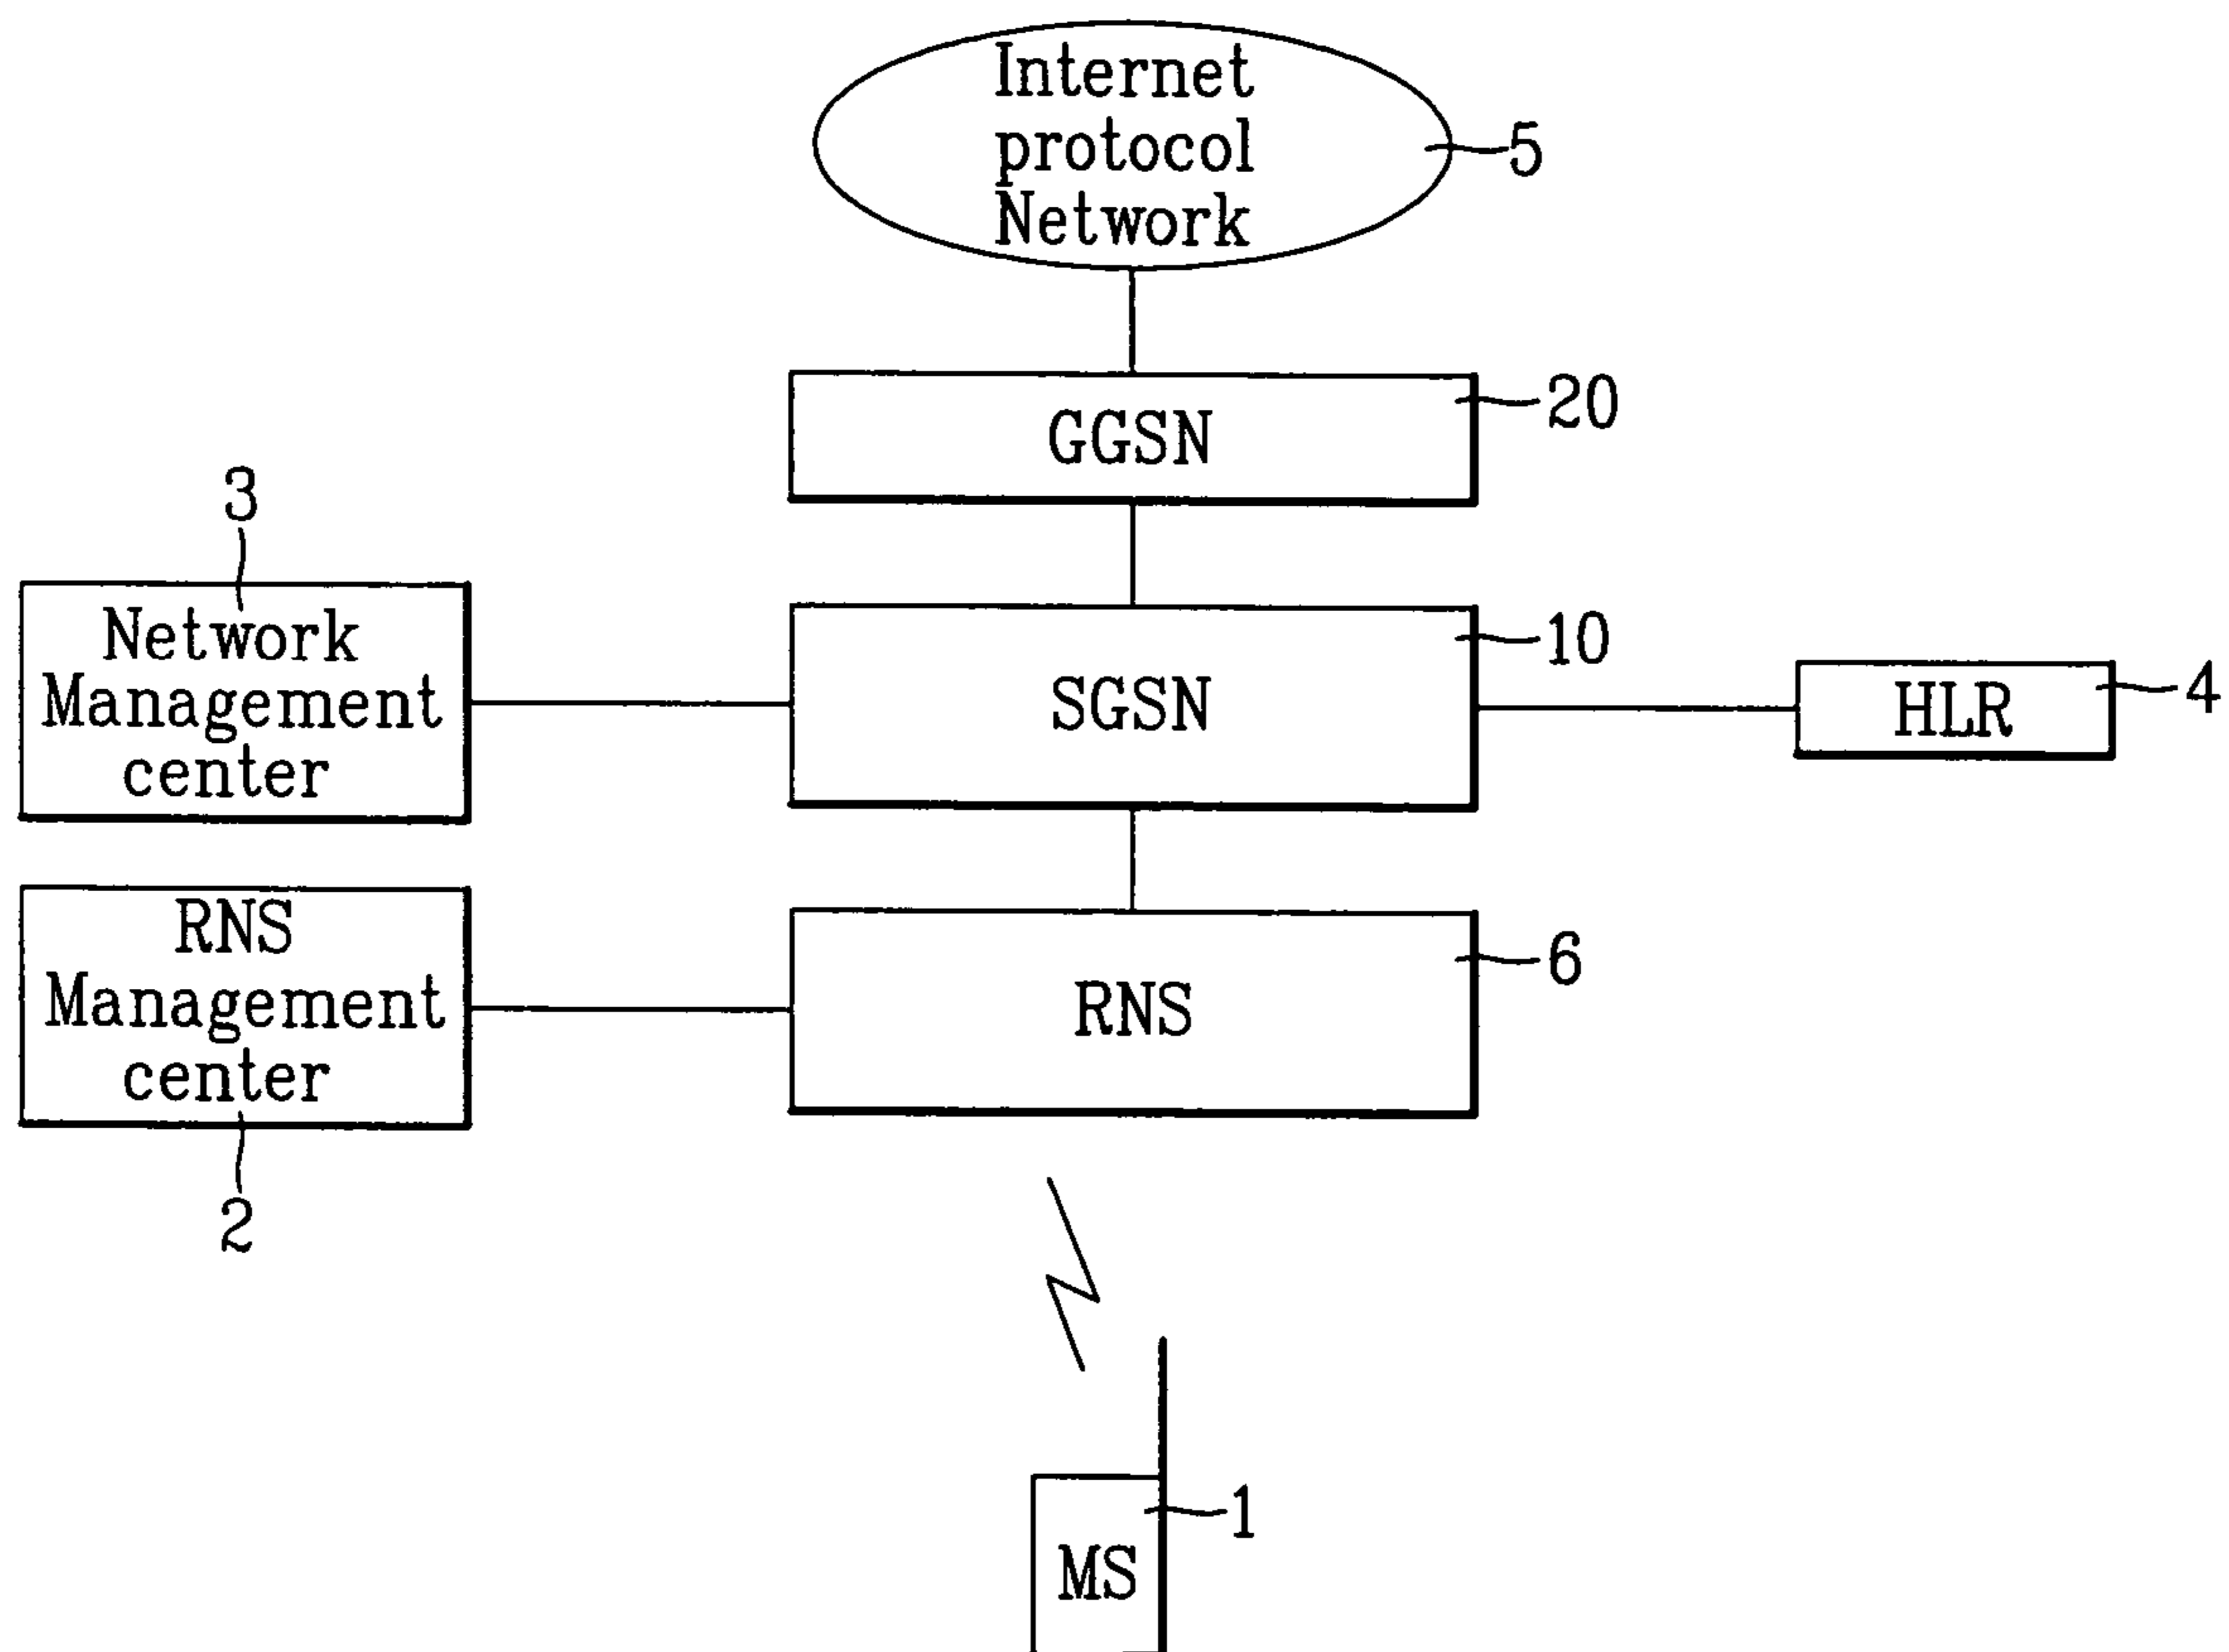 Internet
protocol
Network
5
GGSN
20
3
Network
Management
center
SGSN
10
HLR
4
RNS
Management
center
2
RNS
6
MS
1